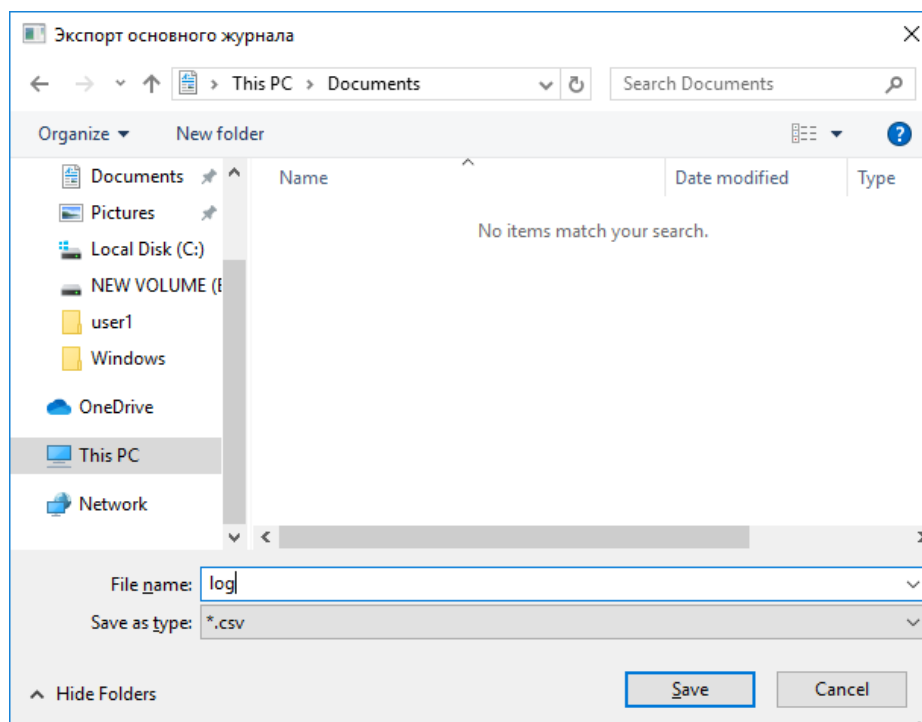 Экспорт основного журнала
This PC > Documents
Search Documents
Organize
New folder
Name
Date modified
Type
Documents
Pictures
Local Disk (C:)
NEW VOLUME (E
user1
Windows
OneDrive
This PC
Network
No items match your search.
File name: log
Save as type: *.csv
Hide Folders
Save
Cancel